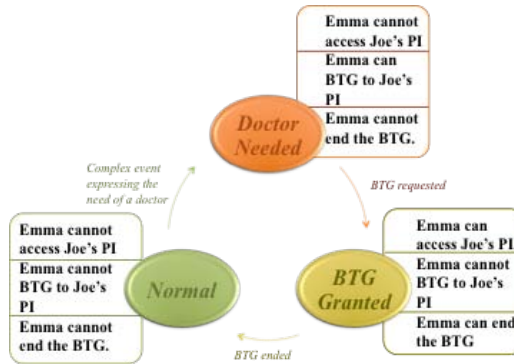 Emma cannot
access Joe's PI
Emma can
BTG to Joe's
PI
Emma cannot
end the BTG.
Doctor
Needed
Complex event
expressing the
need of a doctor
BTG requested
Emma cannot
access Joe's PI
Emma cannot
BTG to Joe's
PI
Emma cannot
end the BTG.
Normal
BTG
Granted
Emma can
access Joe's PI
Emma cannot
BTG to Joe's
PI
Emma can end
the BTG
BTG ended